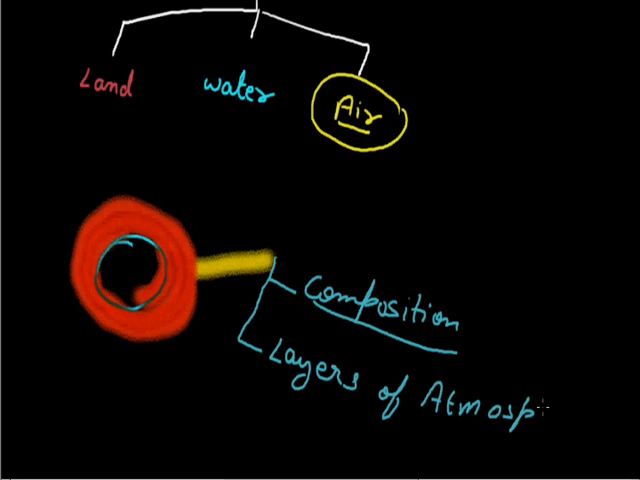 Land water Air
Composition
Layers of Atmosp